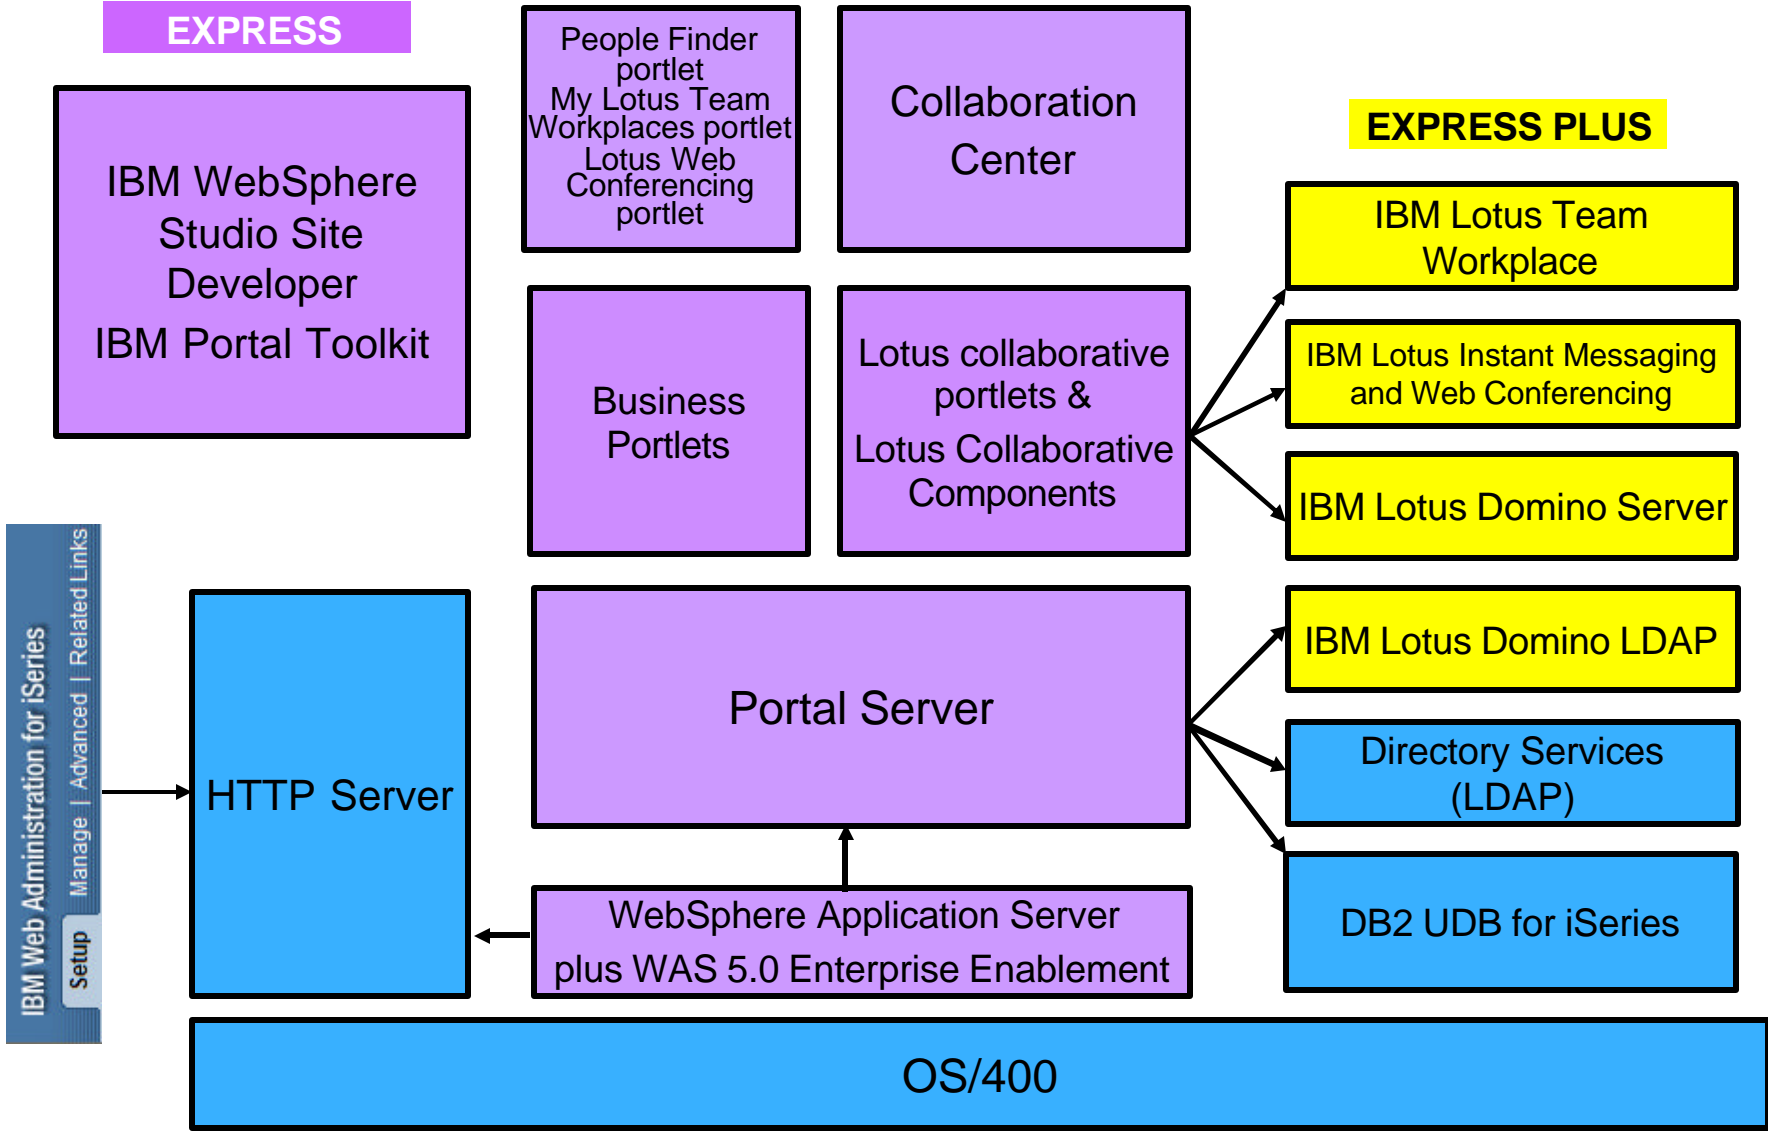 EXPRESS
IBM WebSphere
Studio Site
Developer
IBM Portal Toolkit
People Finder
portlet
My Lotus Team
Workplaces portlet
Lotus Web
Conferencing
portlet
Collaboration
Center
EXPRESS PLUS
IBM Lotus Team
Workplace
IBM Lotus Instant Messaging
and Web Conferencing
IBM Lotus Domino Server
Business
Portlets
Lotus collaborative
portlets &
Lotus Collaborative
Components
IBM Web Administration for iSeries
Setup Manage | Advanced | Related Links
HTTP Server
Portal Server
IBM Lotus Domino LDAP
Directory Services
(LDAP)
DB2 UDB for iSeries
WebSphere Application Server
plus WAS 5.0 Enterprise Enablement
OS/400